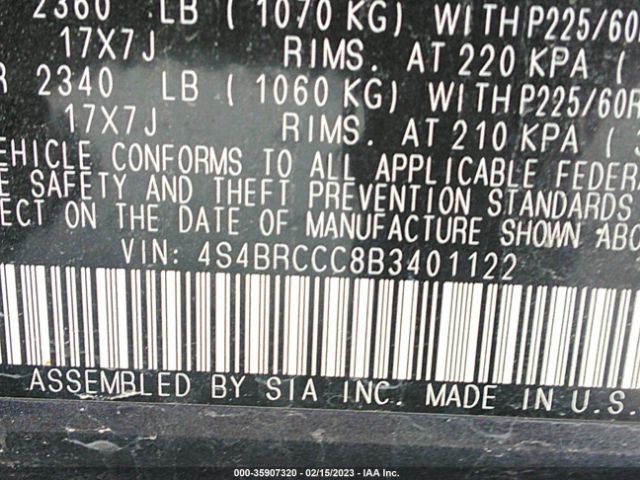 2360 LB ( 1070 KG) WITH P225/60
17X7J RIMS. AT 220 KPA (
R 2340 LB ( 1060 KG) WITH P225/60R
17X7J RIMS. AT 210 KPA (
EHICLE CONFORMS TO ALL APPLICABLE FEDER
E SAFETY AND THEFT PREVENTION STANDARDS
ECT ON THE DATE OF MANUFACTURE SHOWN ABO
VIN: 4S4BRCCC8B3401122
ASSEMBLED BY SIA INC. MADE IN U.S.
000-35907320 - 02/15/2023 - IAA Inc.